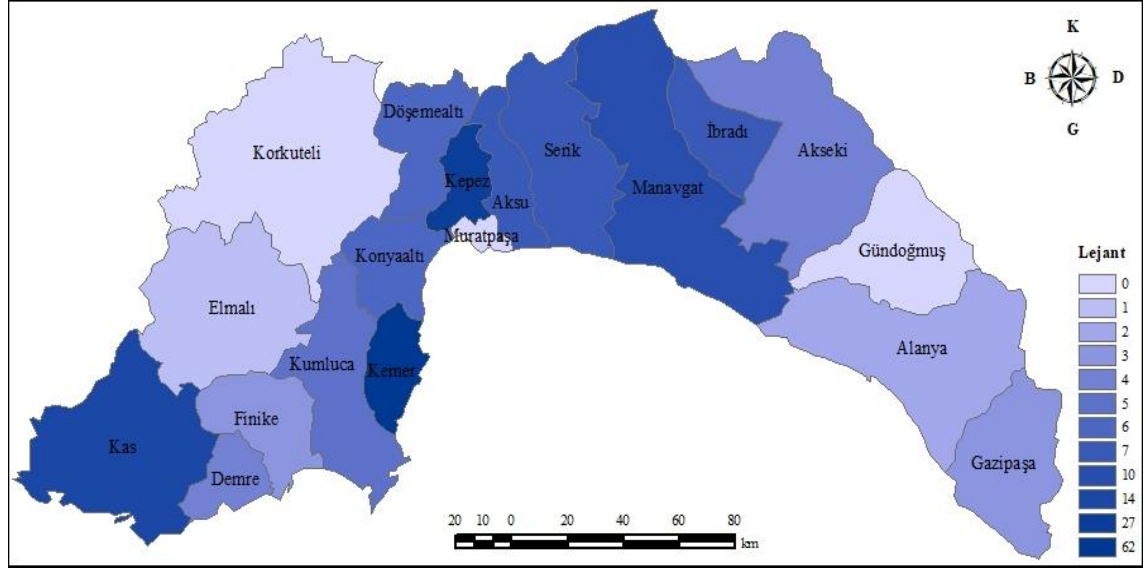 K
B
D
G
Döşemealtı
İbradı
Serik
Akseki
Korkuteli
Kepez
Manavgat
Aksu
Muratpaşa
Konyaaltı
Gündoğmuş
Lejant
0
1
2
3
4
5
6
7
10
14
27
62
Elmalı
Alanya
Kumluca
Kemer
Finike
Kas
Gazipaşa
Demre
20 10 0 20 40 60 80
km